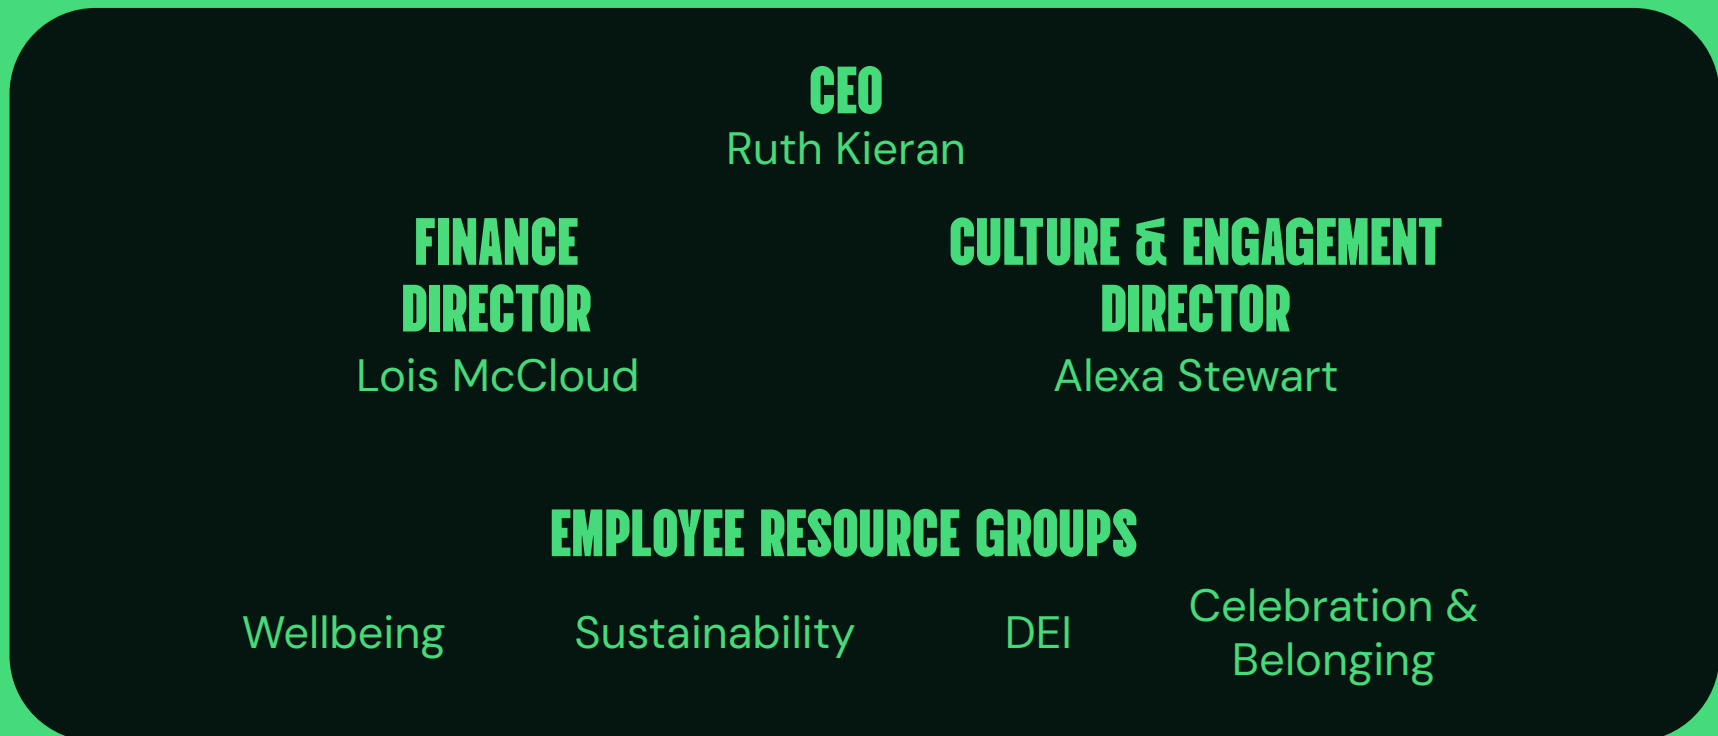 CEO
Ruth Kieran
FINANCE
DIRECTOR
Lois McCloud
CULTURE & ENGAGEMENT
DIRECTOR
Alexa Stewart
EMPLOYEE RESOURCE GROUPS
Wellbeing
Sustainability
DEI
Celebration &
Belonging